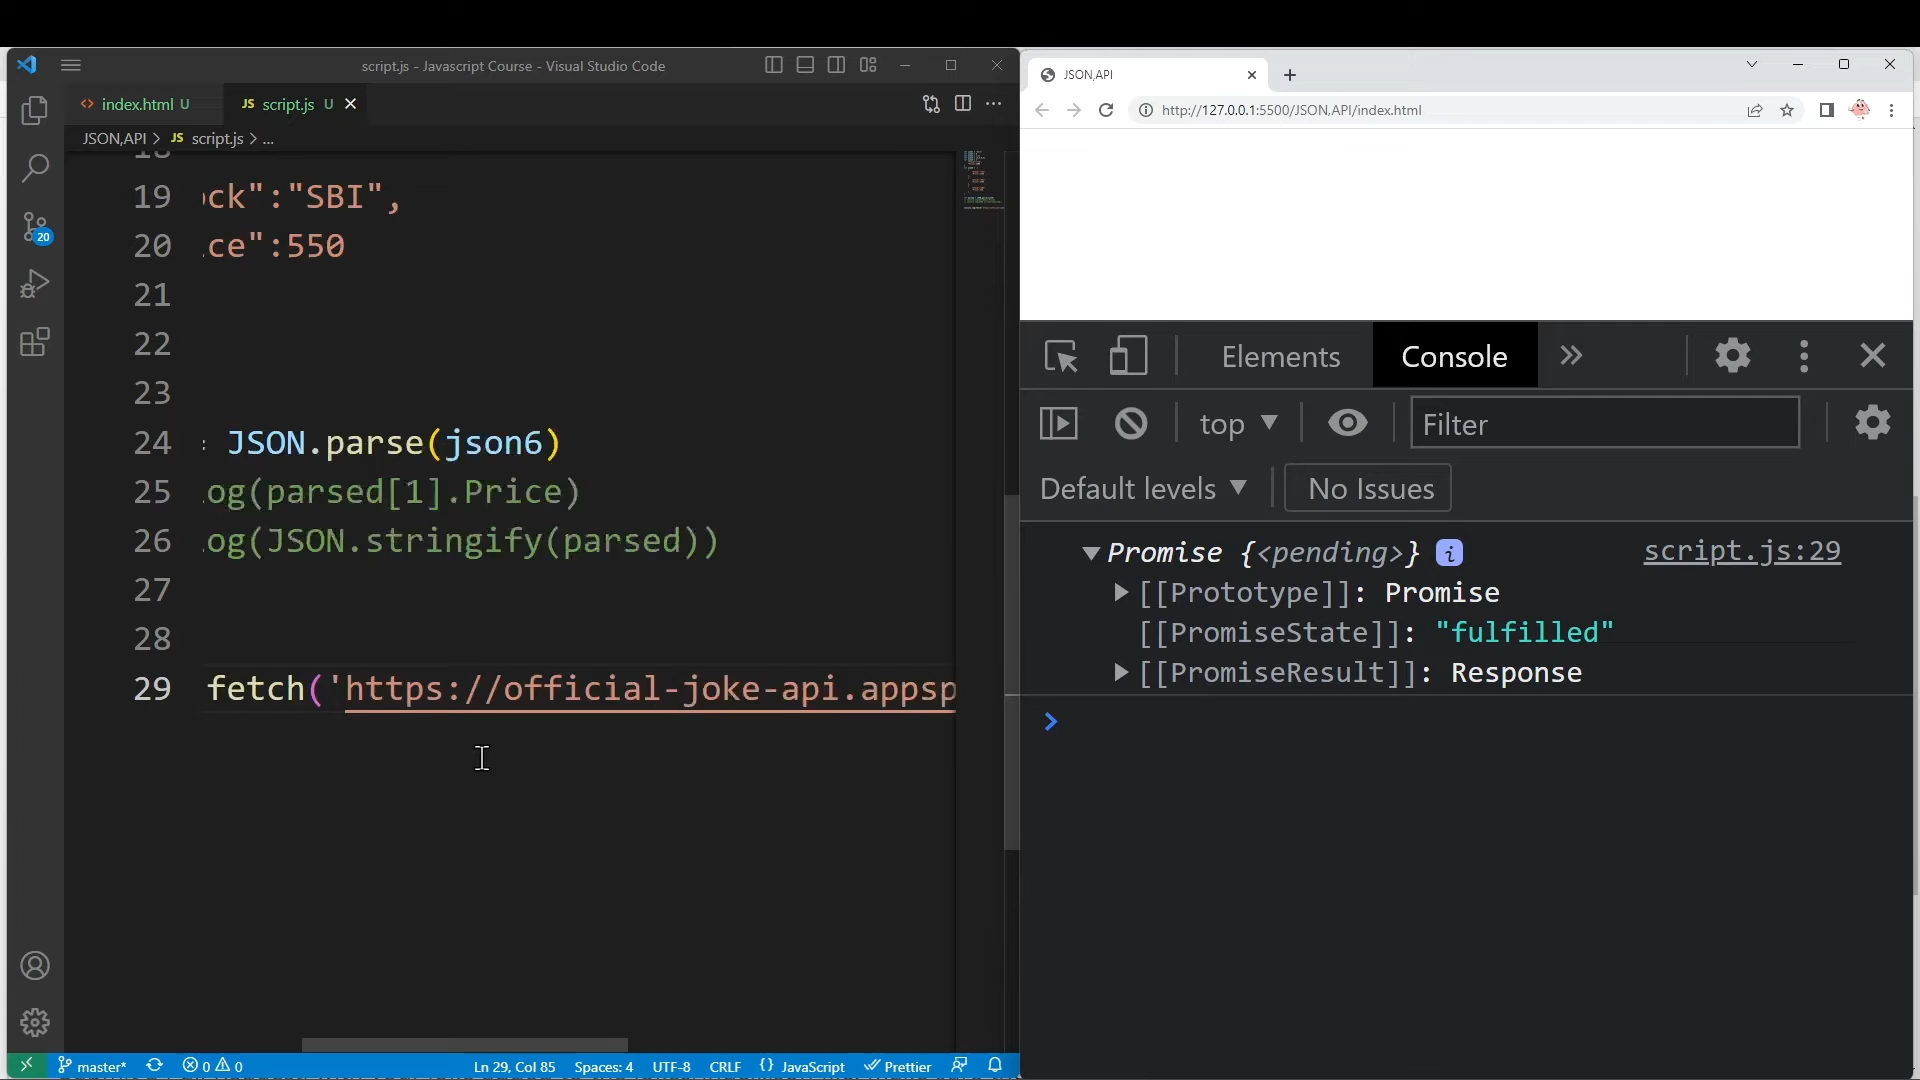 script.js - Javascript Course - Visual Studio Code
index.html U
JS script.js U
JSON,API > JS script.js > ...
18
19 ock":"SBI",
20 ce":550
21
22
23
24 JSON.parse(json6)
25 og(parsed[1].Price)
26 og(JSON.stringify(parsed))
27
28
29 fetch('https://official-joke-api.appsp
20
master*
0 0
Ln 29, Col 85
Spaces: 4
UTF-8
CRLF
{} JavaScript
Prettier
JSON,API
http://127.0.0.1:5500/JSON,API/index.html
Elements
Console
top
Filter
Default levels
No Issues
Promise {<pending>} i
script.js:29
[[Prototype]]: Promise
[[PromiseState]]: "fulfilled"
[[PromiseResult]]: Response